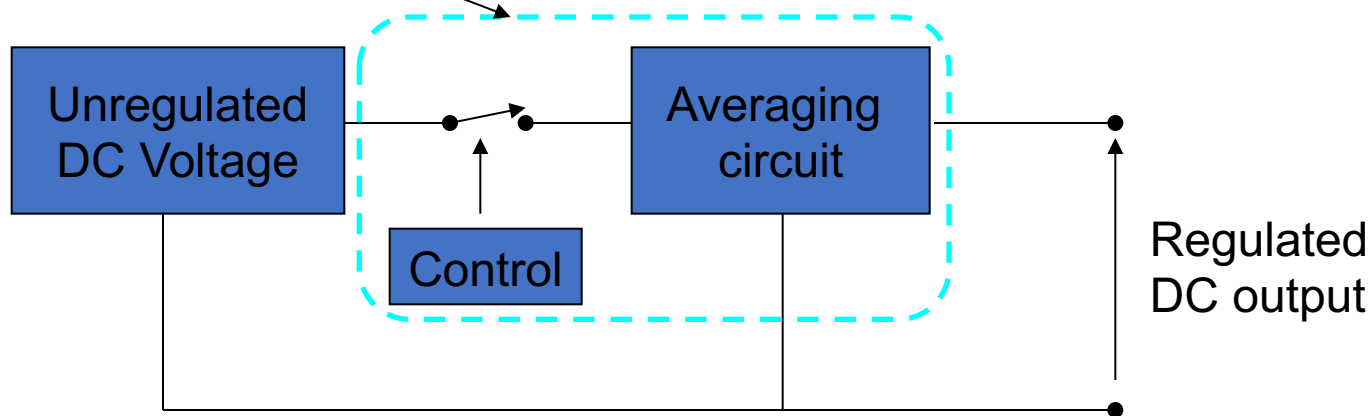 Unregulated
DC Voltage
Averaging
circuit
Control
Regulated
DC output